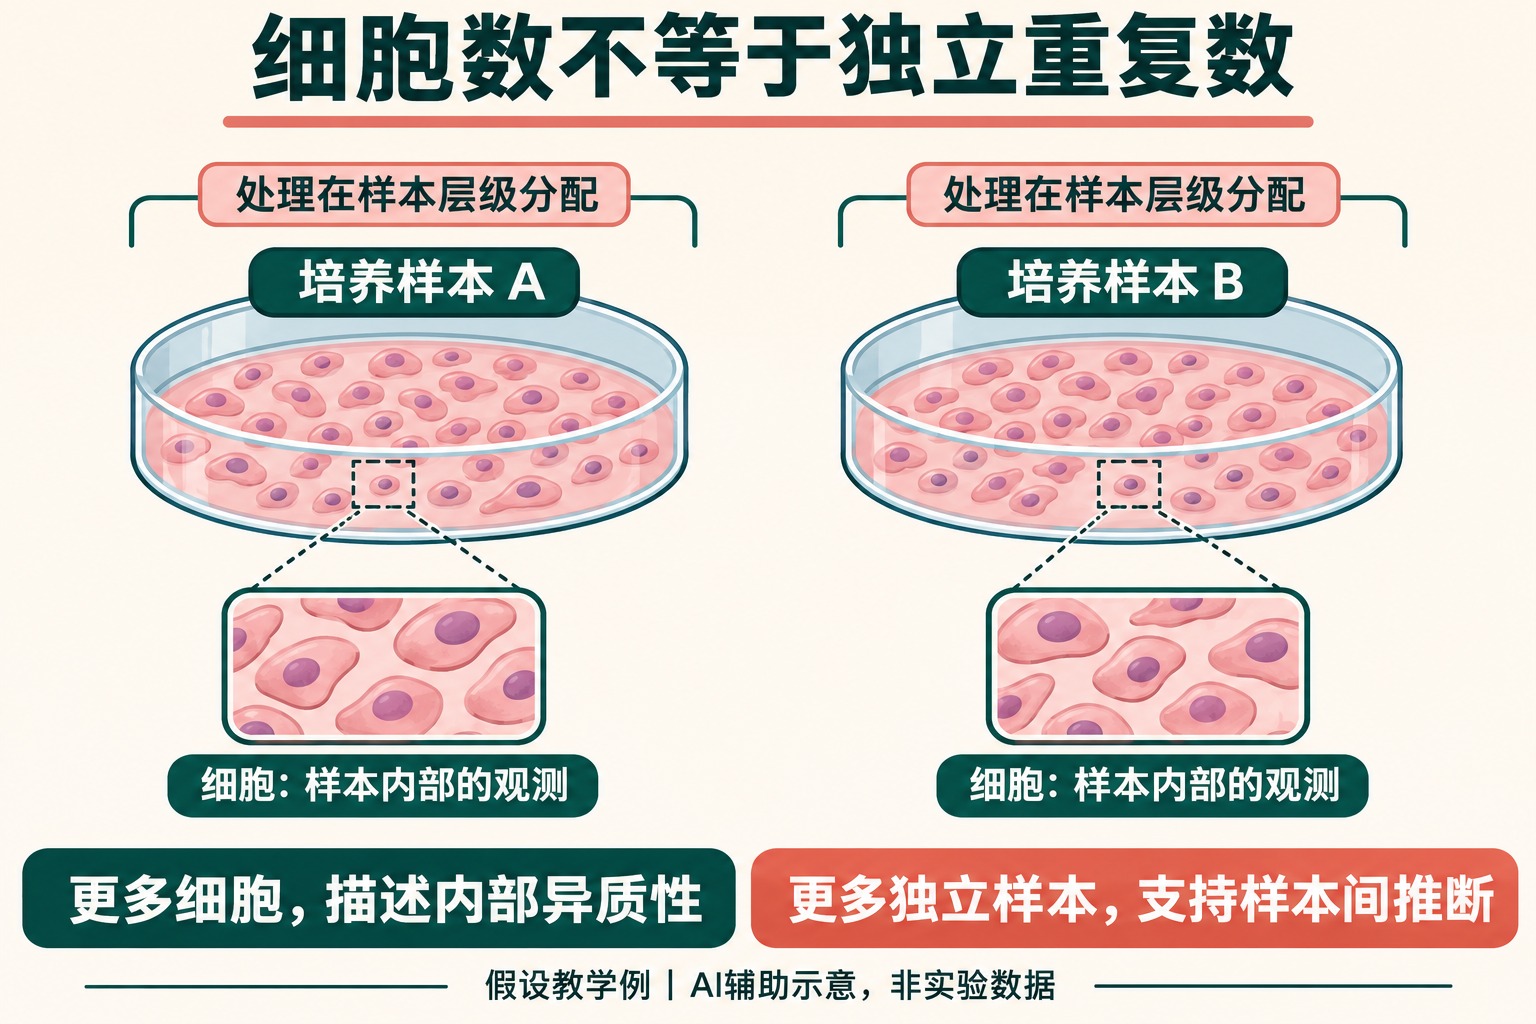 细胞数不等于独立重复数
处理在样本层级分配
处理在样本层级分配
培养样本 A
培养样本 B
细胞：样本内部的观测
细胞：样本内部的观测
更多细胞，描述内部异质性
更多独立样本，支持样本间推断
假设教学例｜AI辅助示意，非实验数据